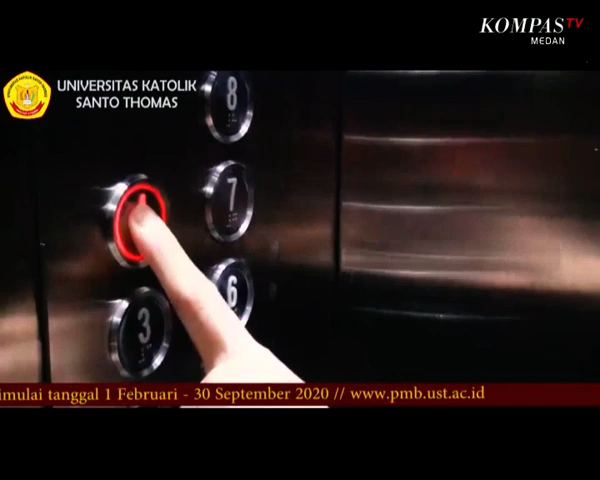 KOMPAS TV
MEDAN
UNIVERSITAS KATOLIK
SANTO THOMAS
8
7
6
3
imulai tanggal 1 Februari - 30 September 2020 // www.pmb.ust.ac.id